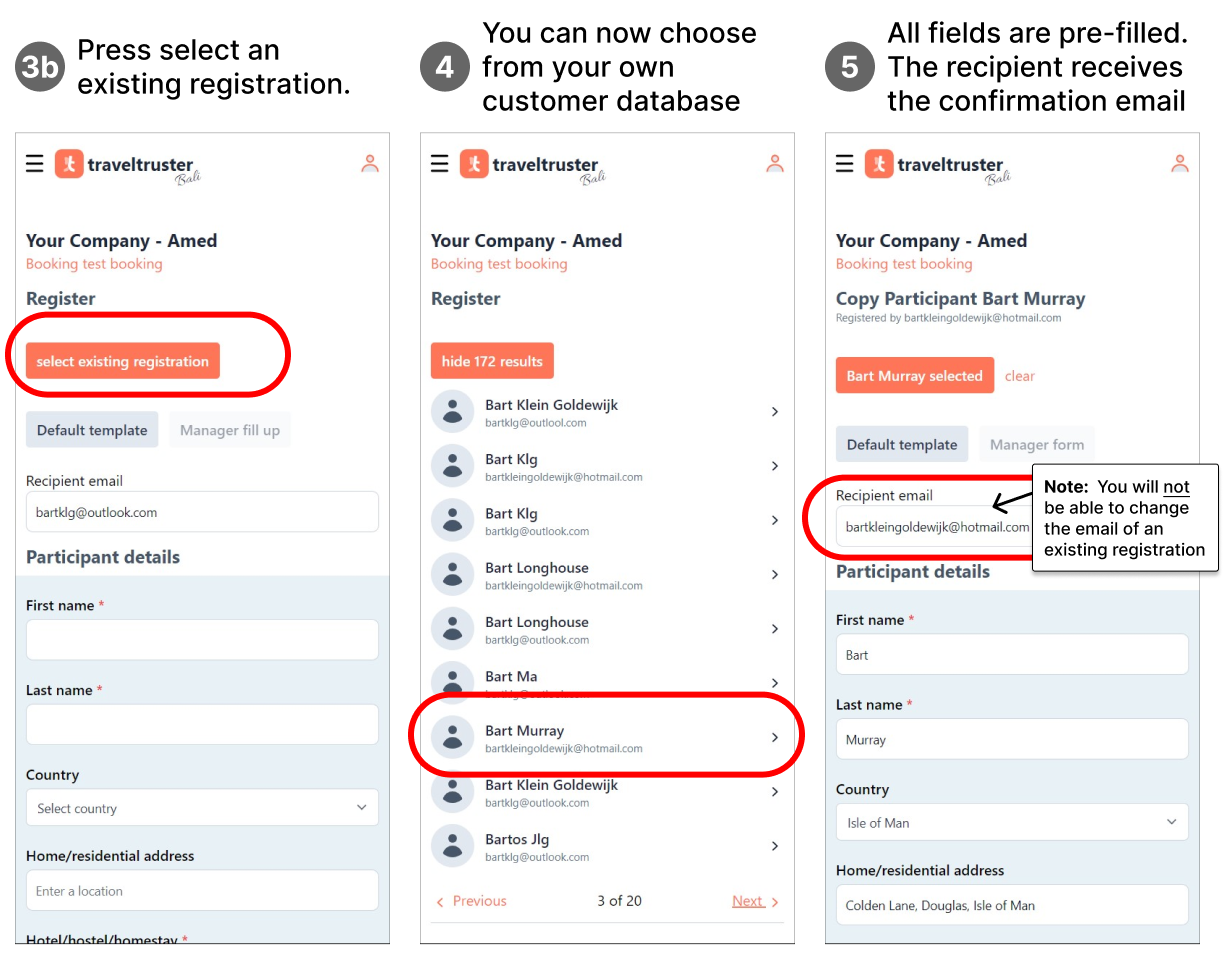 3b
Press select an
existing registration.
4
You can now choose
from your own
customer database
5
All fields are pre-filled.
The recipient receives
the confirmation email
traveltruster
Bali
Your Company - Amed
Booking test booking
Register
select existing registration
Default template
Manager fill up
Recipient email
bartklg@outlook.com
Participant details
First name *
Last name *
Country
Select country
Home/residential address
Enter a location
Hotel/hostel/homestay *
traveltruster
Bali
Your Company - Amed
Booking test booking
Register
hide 172 results
Bart Klein Goldewijk
bartklg@outlool.com
Bart Klg
bartkleingoldewijk@hotmail.com
Bart Klg
bartklg@outlook.com
Bart Longhouse
bartkleingoldewijk@hotmail.com
Bart Longhouse
bartklg@outlook.com
Bart Ma
bartklg@outlook.com
Bart Murray
bartkleingoldewijk@hotmail.com
Bart Klein Goldewijk
bartklg@outlook.com
Bartos Jlg
bartklg@outlook.com
< Previous
3 of 20
Next >
traveltruster
Bali
Your Company - Amed
Booking test booking
Copy Participant Bart Murray
Registered by bartkleingoldewijk@hotmail.com
Bart Murray selected
clear
Default template
Manager form
Recipient email
bartkleingoldewijk@hotmail.com
Note: You will not
be able to change
the email of an
existing registration
Participant details
First name *
Bart
Last name *
Murray
Country
Isle of Man
Home/residential address
Colden Lane, Douglas, Isle of Man